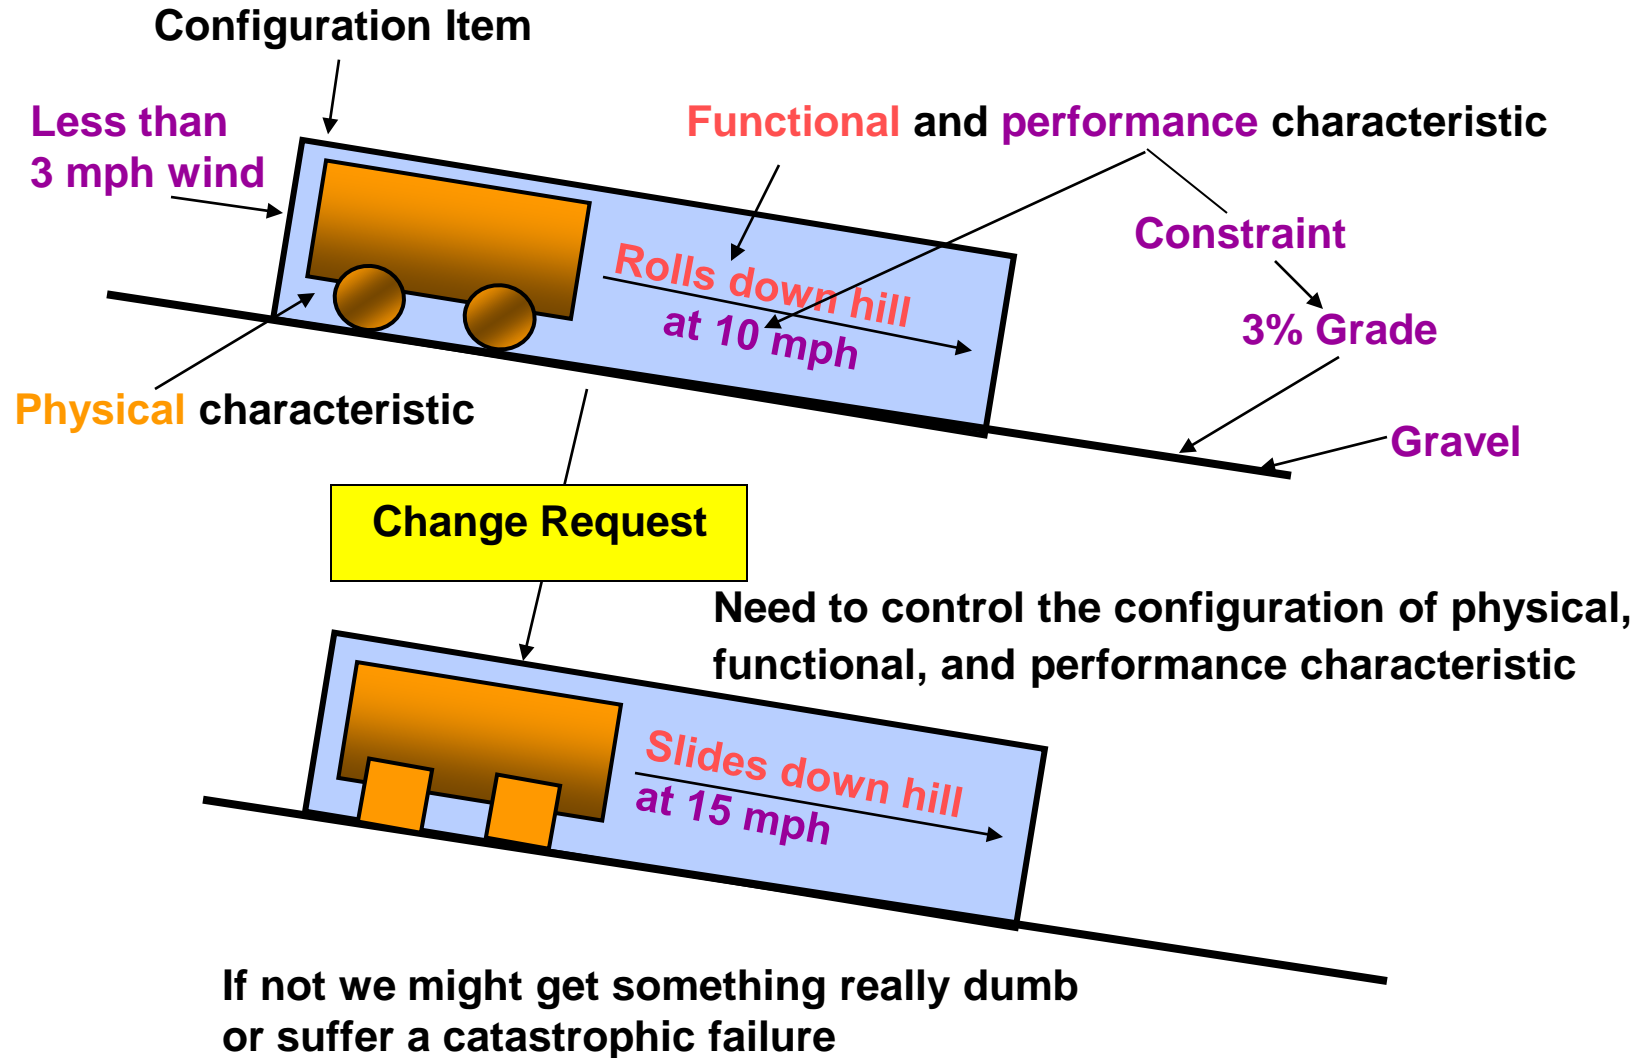 Configuration Item
Less than
3 mph wind
Functional and performance characteristic
Constraint
Rolls down hill
at 10 mph
3% Grade
Physical characteristic
Gravel
Change Request
Need to control the configuration of physical,
functional, and performance characteristic
Slides down hill
at 15 mph
If not we might get something really dumb
or suffer a catastrophic failure